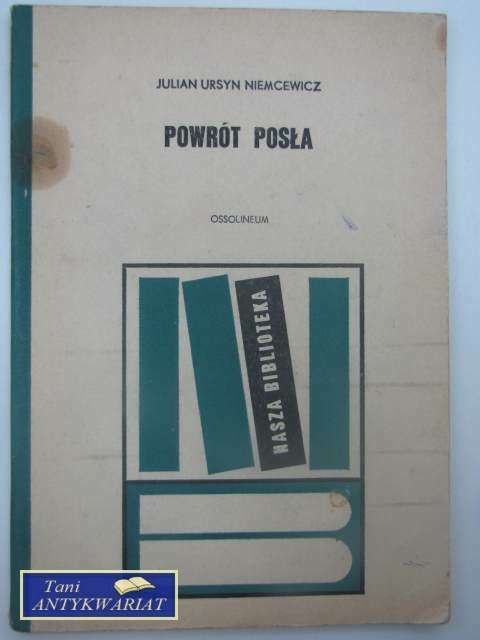 JULIAN URSYN NIEMCEWICZ
POWRÓT POSŁA
OSSOLINEUM
NASZA BIBLIOTEKA
Tani
ANTYKWARIAT